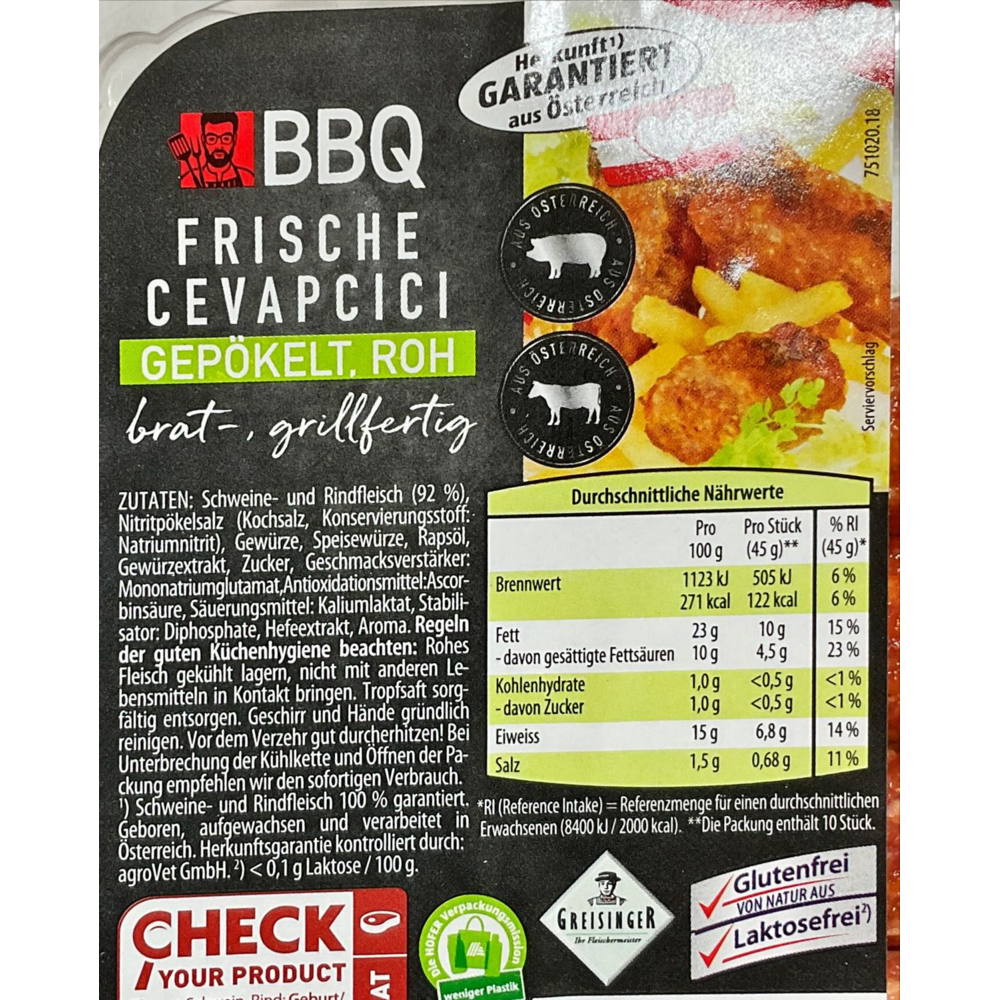 Herkunft¹⁾
GARANTIERT
aus Österreich
BBQ
FRISCHE
CEVAPCICI
GEPÖKELT, ROH
brat-, grillfertig
AUS ÖSTERREICH • AUS ÖSTERREICH •
AUS ÖSTERREICH • AUS ÖSTERREICH •
751020.18
Serviervorschlag
ZUTATEN: Schweine- und Rindfleisch (92 %),
Nitritpökelsalz (Kochsalz, Konservierungsstoff:
Natriumnitrit), Gewürze, Speisewürze, Rapsöl,
Gewürzextrakt, Zucker, Geschmacksverstärker:
Mononatriumglutamat,Antioxidationsmittel:Ascor-
binsäure, Säuerungsmittel: Kaliumlaktat, Stabili-
sator: Diphosphate, Hefeextrakt, Aroma. Regeln
der guten Küchenhygiene beachten: Rohes
Fleisch gekühlt lagern, nicht mit anderen Le-
bensmitteln in Kontakt bringen. Tropfsaft sorg-
fältig entsorgen. Geschirr und Hände gründlich
reinigen. Vor dem Verzehr gut durcherhitzen! Bei
Unterbrechung der Kühlkette und Öffnen der Pa-
ckung empfehlen wir den sofortigen Verbrauch.
¹⁾ Schweine- und Rindfleisch 100 % garantiert.
Geboren, aufgewachsen und verarbeitet in
Österreich. Herkunftsgarantie kontrolliert durch:
agroVet GmbH. ²⁾ < 0,1 g Laktose / 100 g.
Durchschnittliche Nährwerte
Pro Pro Stück % RI
100 g (45 g)** (45 g)*
Brennwert 1123 kJ 505 kJ 6 %
271 kcal 122 kcal 6 %
Fett 23 g 10 g 15 %
- davon gesättigte Fettsäuren 10 g 4,5 g 23 %
Kohlenhydrate 1,0 g <0,5 g <1 %
- davon Zucker 1,0 g <0,5 g <1 %
Eiweiss 15 g 6,8 g 14 %
Salz 1,5 g 0,68 g 11 %
*RI (Reference Intake) = Referenzmenge für einen durchschnittlichen
Erwachsenen (8400 kJ / 2000 kcal). **Die Packung enthält 10 Stück.
CHECK
YOUR PRODUCT
AT
Die HOFER Verpackungsmission
weniger Plastik
GREISINGER
Ihr Fleischermeister
Glutenfrei
VON NATUR AUS
Laktosefrei²⁾